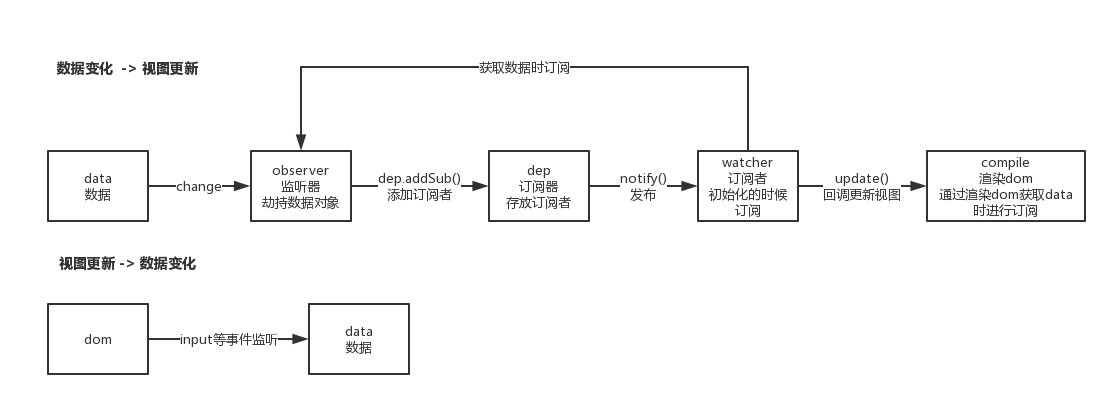 数据变化 -> 视图更新
获取数据时订阅
data
数据
change
observer
监听器
劫持数据对象
dep.addSub()
添加订阅者
dep
订阅器
存放订阅者
notify()
发布
watcher
订阅者
初始化的时候
订阅
update()
回调更新视图
compile
渲染dom
通过渲染dom获取data
时进行订阅
视图更新 -> 数据变化
dom
input等事件监听
data
数据